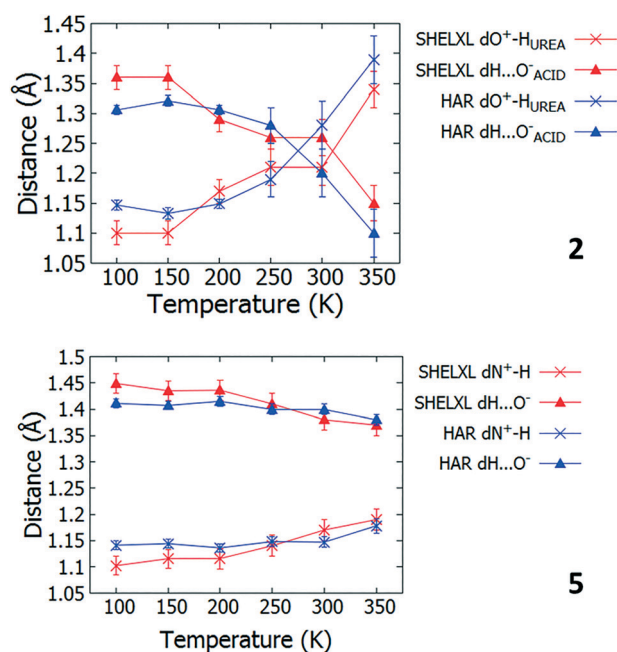 1.45
1.4
1.35
1.3
1.25
1.2
1.15
1.1
1.05
Distance (Å)
100 150 200 250 300 350
Temperature (K)
SHELXL dO⁺-H_UREA
SHELXL dH...O⁻_ACID
HAR dO⁺-H_UREA
HAR dH...O⁻_ACID
2
1.5
1.45
1.4
1.35
1.3
1.25
1.2
1.15
1.1
1.05
Distance (Å)
100 150 200 250 300 350
Temperature (K)
SHELXL dN⁺-H
SHELXL dH...O⁻
HAR dN⁺-H
HAR dH...O⁻
5